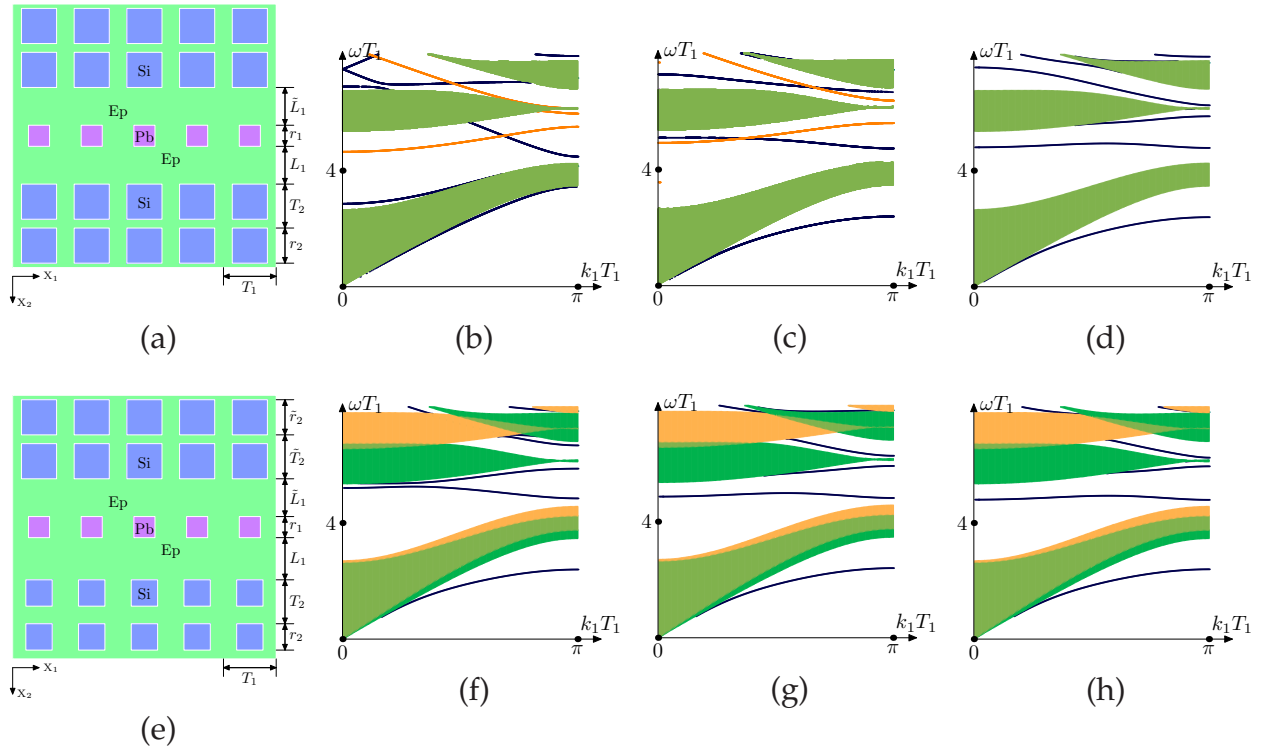 Si
Ep
Pb
Ep
Si
L̃₁
r₁
L₁
T₂
r₂
X₁
X₂
T₁
(a)
ωT₁
4
k₁T₁
0
π
(b)
ωT₁
4
k₁T₁
0
π
(c)
ωT₁
4
k₁T₁
0
π
(d)
Si
Ep
Pb
Ep
Si
r̃₂
T̃₂
L̃₁
r₁
L₁
T₂
r₂
X₁
X₂
T₁
(e)
ωT₁
4
k₁T₁
0
π
(f)
ωT₁
4
k₁T₁
0
π
(g)
ωT₁
4
k₁T₁
0
π
(h)